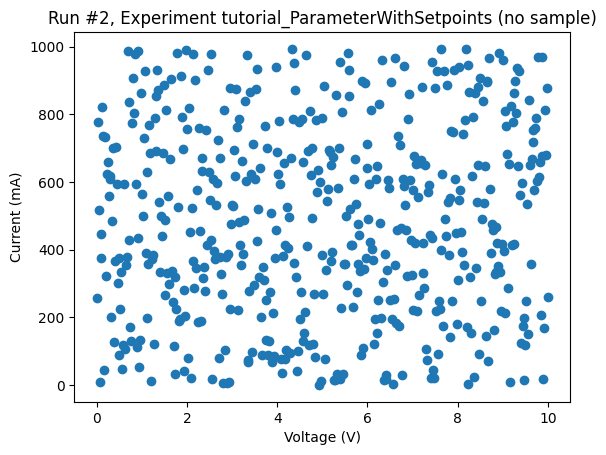 Run #2, Experiment tutorial_ParameterWithSetpoints (no sample)
1000
800
600
400
200
0
Current (mA)
0 2 4 6 8 10
Voltage (V)